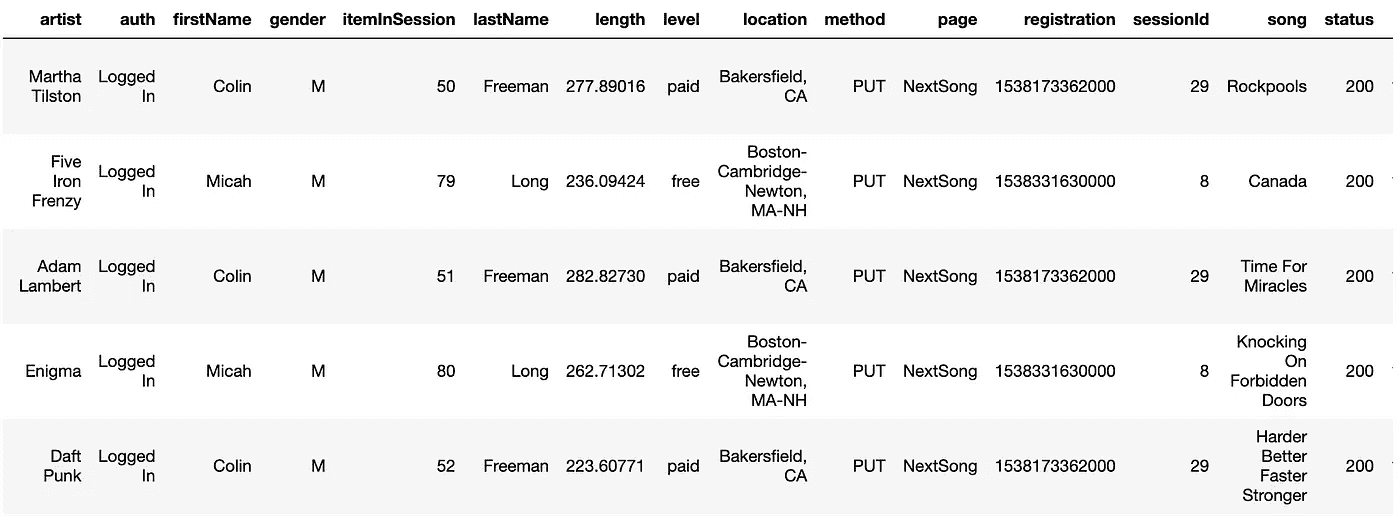 artist auth firstName gender itemInSession lastName length level location method page registration sessionId song status
Martha Tilston Logged In Colin M 50 Freeman 277.89016 paid Bakersfield, CA PUT NextSong 1538173362000 29 Rockpools 200
Five Iron Frenzy Logged In Micah M 79 Long 236.09424 free Boston-Cambridge-Newton, MA-NH PUT NextSong 1538331630000 8 Canada 200
Adam Lambert Logged In Colin M 51 Freeman 282.82730 paid Bakersfield, CA PUT NextSong 1538173362000 29 Time For Miracles 200
Enigma Logged In Micah M 80 Long 262.71302 free Boston-Cambridge-Newton, MA-NH PUT NextSong 1538331630000 8 Knocking On Forbidden Doors 200
Daft Punk Logged In Colin M 52 Freeman 223.60771 paid Bakersfield, CA PUT NextSong 1538173362000 29 Harder Better Faster Stronger 200